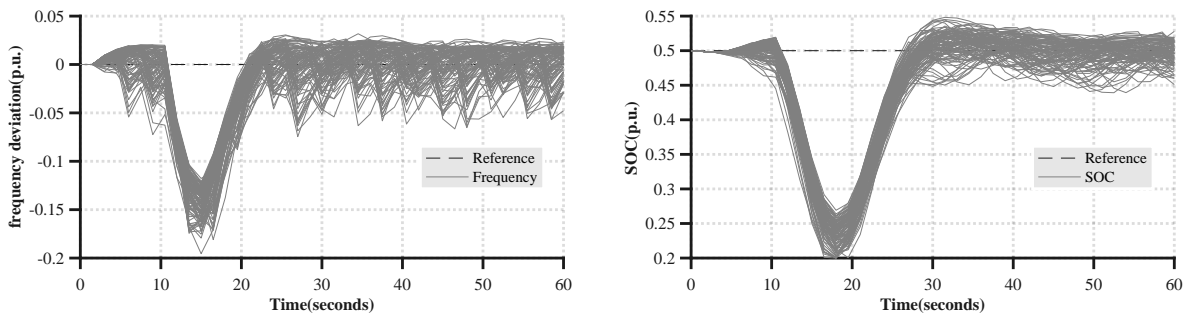 frequency deviation(p.u.)
0.05
0
-0.05
-0.1
-0.15
-0.2
0 10 20 30 40 50 60
Time(seconds)
Reference
Frequency
SOC(p.u.)
0.55
0.5
0.45
0.4
0.35
0.3
0.25
0.2
0 10 20 30 40 50 60
Time(seconds)
Reference
SOC